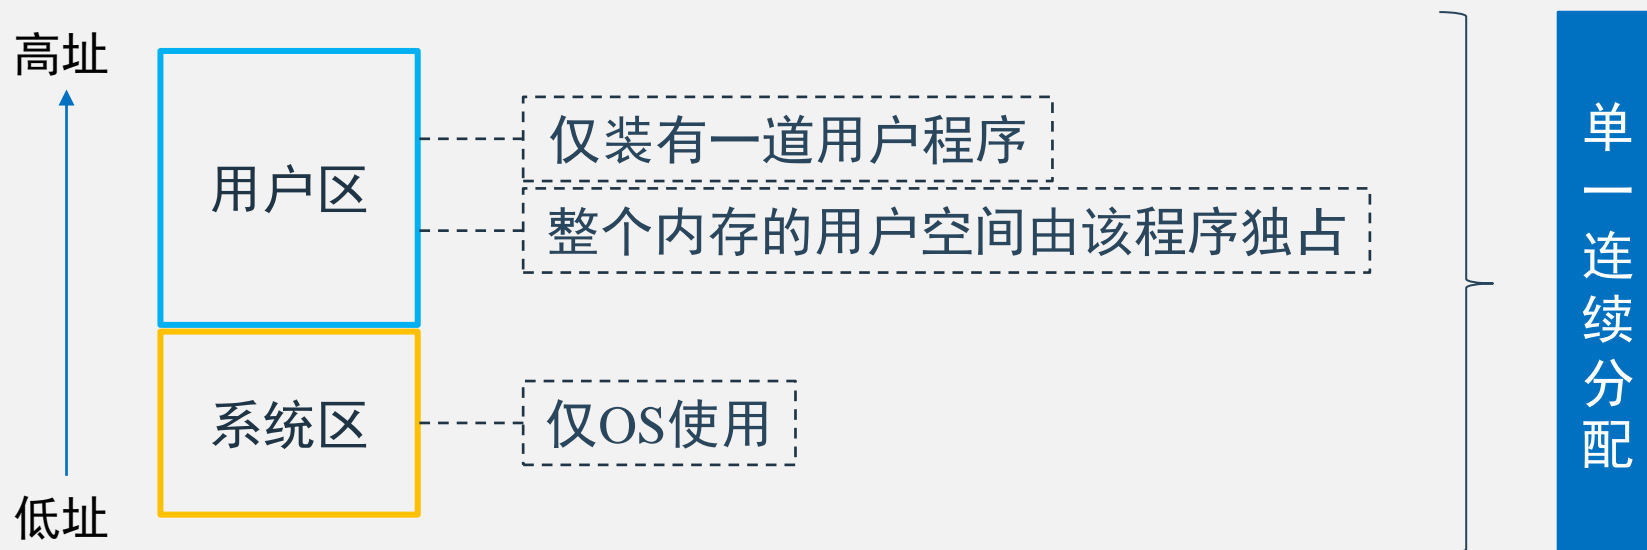 高址
用户区
仅装有一道用户程序
整个内存的用户空间由该程序独占
系统区
仅OS使用
低址
单一连续分配